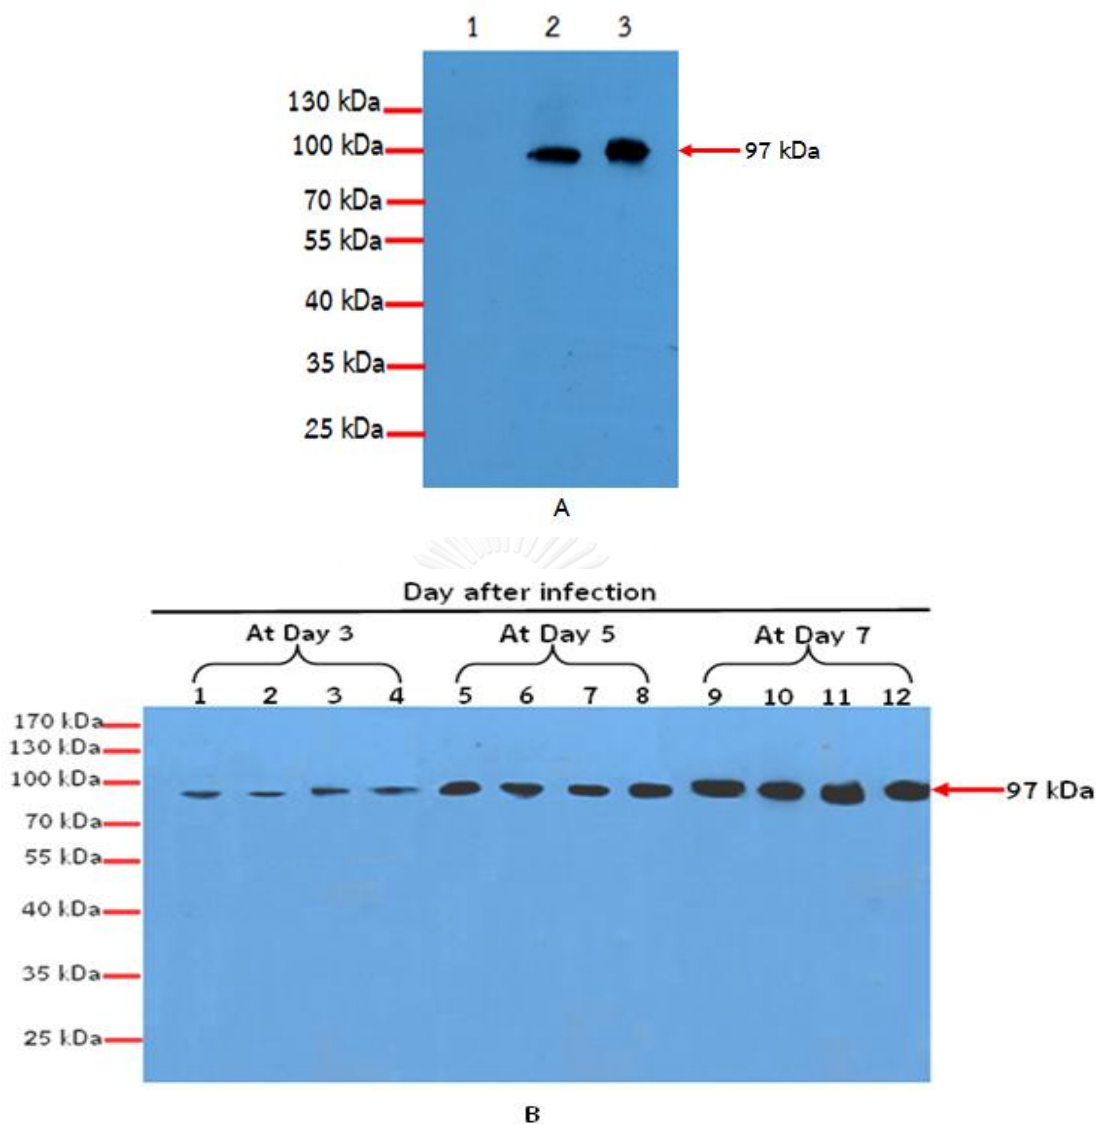 1 2 3
130 kDa
100 kDa
97 kDa
70 kDa
55 kDa
40 kDa
35 kDa
25 kDa
A
Day after infection
At Day 3 At Day 5 At Day 7
1 2 3 4 5 6 7 8 9 10 11 12
170 kDa
130 kDa
100 kDa
97 kDa
70 kDa
55 kDa
40 kDa
35 kDa
25 kDa
B